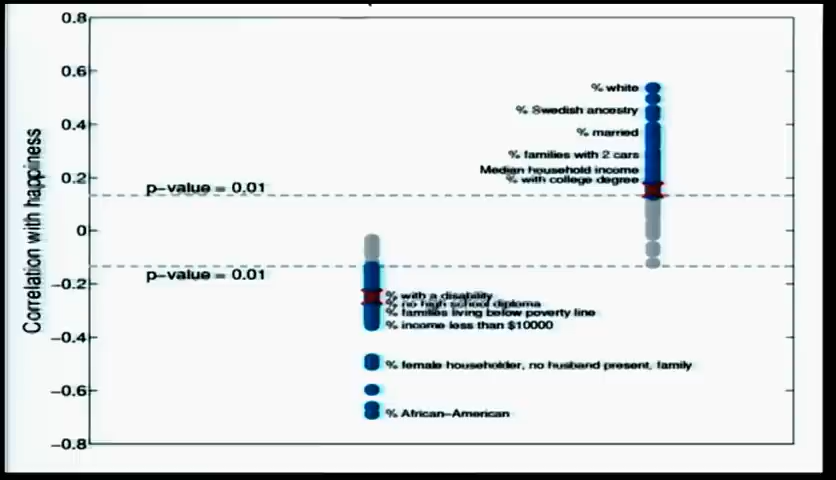 Correlation with happiness
0.8
0.6
0.4
0.2
0
−0.2
−0.4
−0.6
−0.8
p−value = 0.01
p−value = 0.01
% white
% Swedish ancestry
% married
% families with 2 cars
Median household income
% with college degree
% with a disability
% no high school diploma
% families living below poverty line
% income less than $10000
% female householder, no husband present, family
% African−American